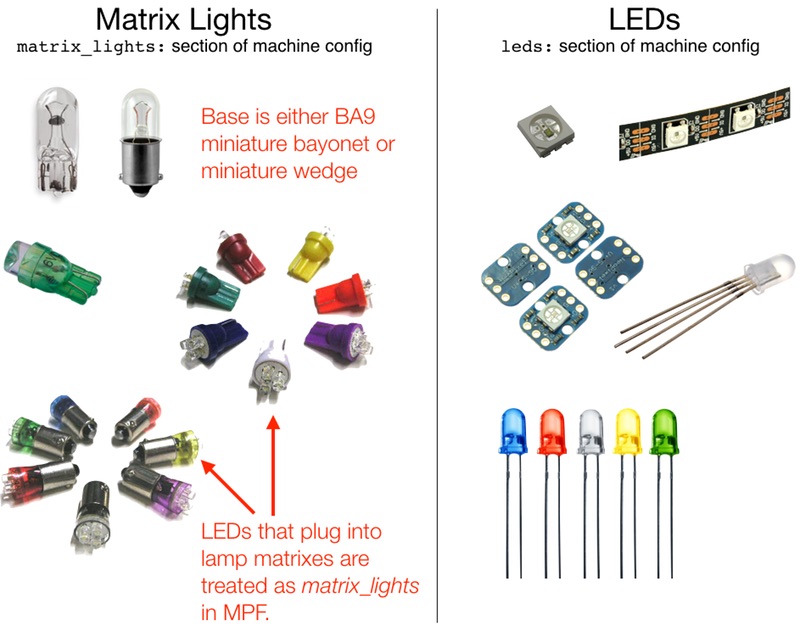 Matrix Lights
matrix_lights: section of machine config
LEDs
leds: section of machine config
Base is either BA9
miniature bayonet or
miniature wedge
LEDs that plug into
lamp matrixes are
treated as matrix_lights
in MPF.